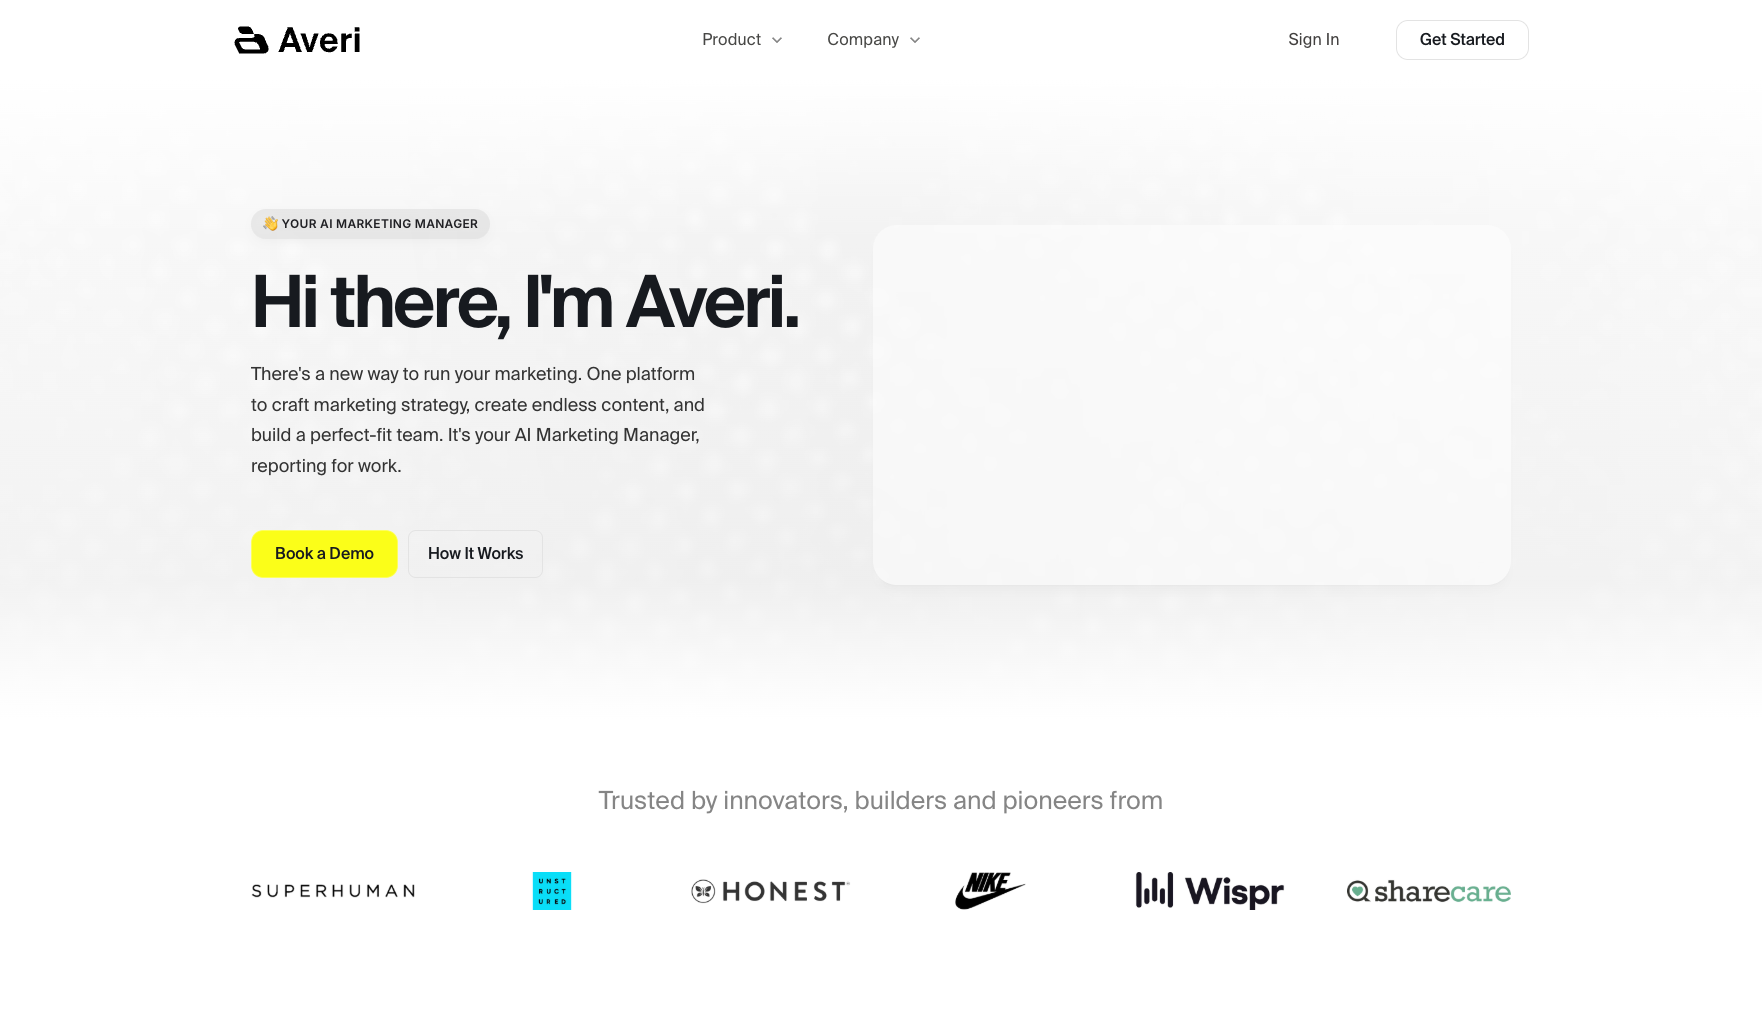 Averi
Product
Company
Sign In
Get Started
👋 YOUR AI MARKETING MANAGER
Hi there, I'm Averi.
There's a new way to run your marketing. One platform
to craft marketing strategy, create endless content, and
build a perfect-fit team. It's your AI Marketing Manager,
reporting for work.
Book a Demo
How It Works
Trusted by innovators, builders and pioneers from
SUPERHUMAN
UNST
RUCT
URED
HONEST
NIKE
Wispr
sharecare